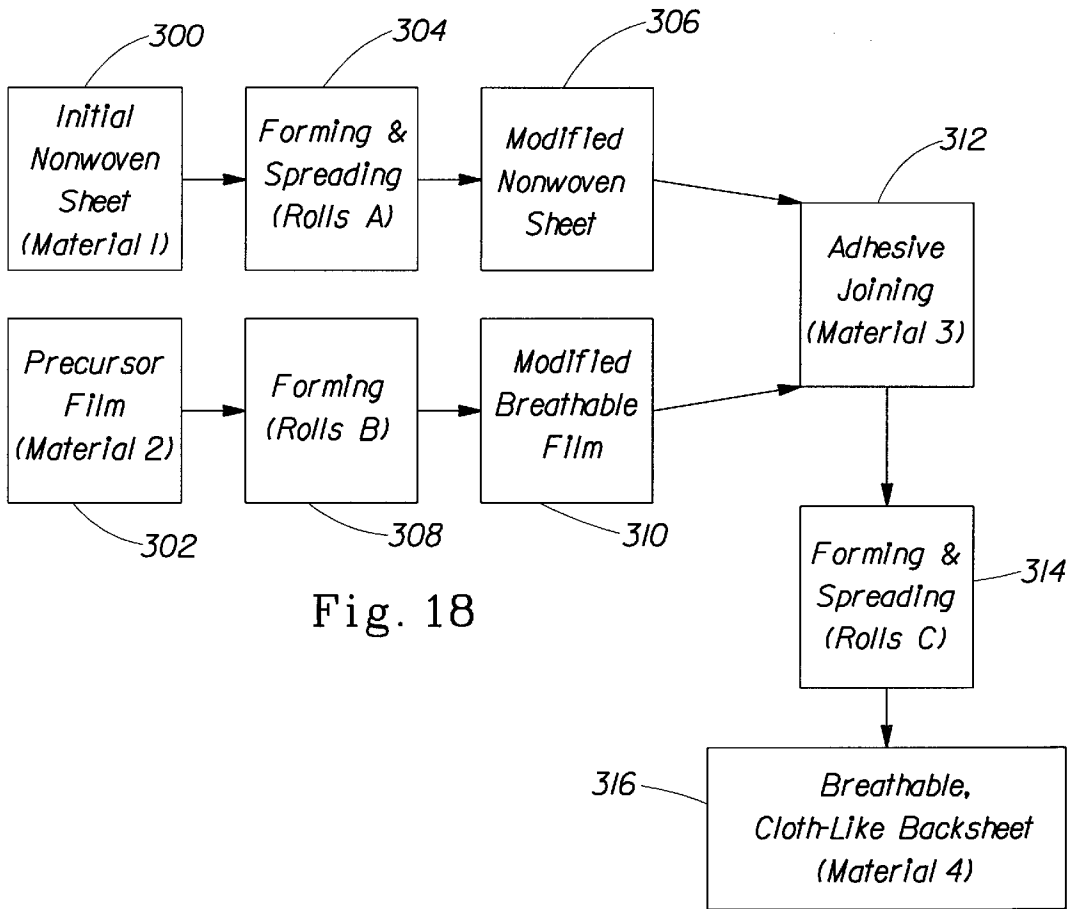 300
304
306
Initial
Nonwoven
Sheet
(Material 1)
Forming &
Spreading
(Rolls A)
Modified
Nonwoven
Sheet
312
Adhesive
Joining
(Material 3)
Precursor
Film
(Material 2)
Forming
(Rolls B)
Modified
Breathable
Film
302
308
310
Forming &
Spreading
(Rolls C)
314
Fig. 18
316
Breathable,
Cloth-Like Backsheet
(Material 4)